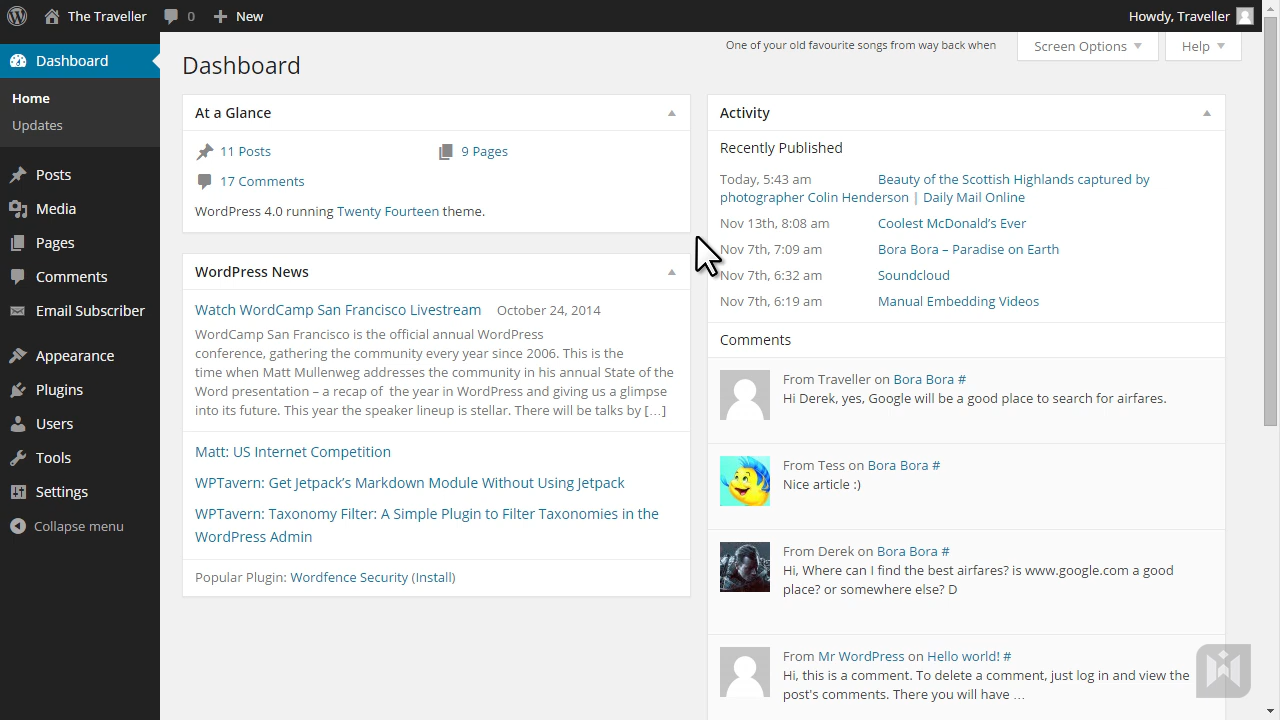 The Traveller
0
New
Howdy, Traveller
Dashboard
Home
Updates
Posts
Media
Pages
Comments
Email Subscriber
Appearance
Plugins
Users
Tools
Settings
Collapse menu
One of your old favourite songs from way back when
Screen Options
Help
Dashboard
At a Glance
11 Posts
9 Pages
17 Comments
WordPress 4.0 running Twenty Fourteen theme.
WordPress News
Watch WordCamp San Francisco Livestream October 24, 2014
WordCamp San Francisco is the official annual WordPress
conference, gathering the community every year since 2006. This is the
time when Matt Mullenweg addresses the community in his annual State of the
Word presentation – a recap of the year in WordPress and giving us a glimpse
into its future. This year the speaker lineup is stellar. There will be talks by […]
Matt: US Internet Competition
WPTavern: Get Jetpack’s Markdown Module Without Using Jetpack
WPTavern: Taxonomy Filter: A Simple Plugin to Filter Taxonomies in the
WordPress Admin
Popular Plugin: Wordfence Security (Install)
Activity
Recently Published
Today, 5:43 am Beauty of the Scottish Highlands captured by
photographer Colin Henderson | Daily Mail Online
Nov 13th, 8:08 am Coolest McDonald’s Ever
Nov 7th, 7:09 am Bora Bora – Paradise on Earth
Nov 7th, 6:32 am Soundcloud
Nov 7th, 6:19 am Manual Embedding Videos
Comments
From Traveller on Bora Bora #
Hi Derek, yes, Google will be a good place to search for airfares.
From Tess on Bora Bora #
Nice article :)
From Derek on Bora Bora #
Hi, Where can I find the best airfares? is www.google.com a good
place? or somewhere else? D
From Mr WordPress on Hello world! #
Hi, this is a comment. To delete a comment, just log in and view the
post's comments. There you will have …